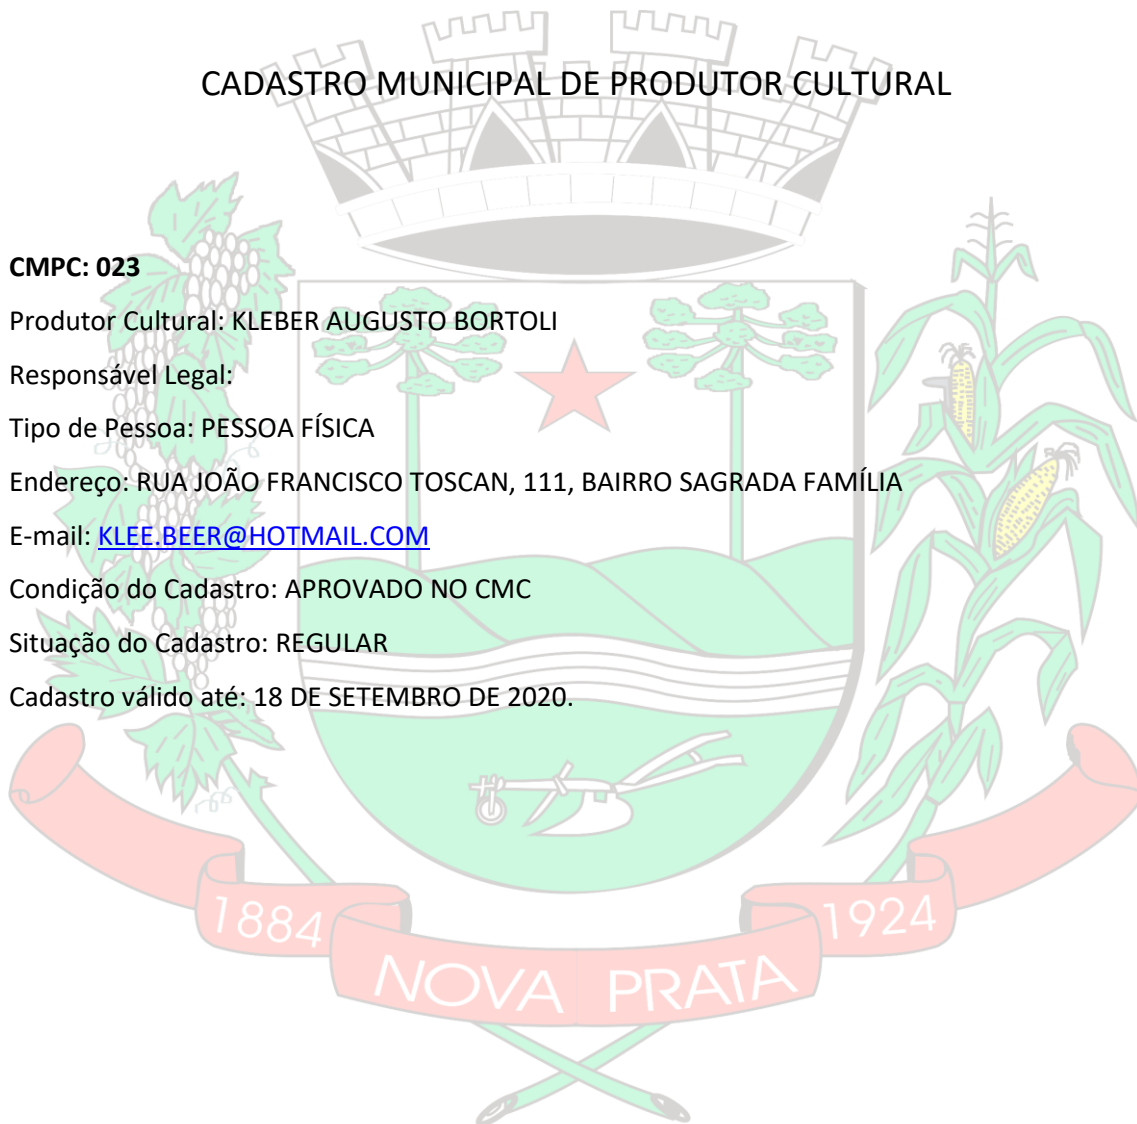 CADASTRO MUNICIPAL DE PRODUTOR CULTURAL
CMPC: 023
Produtor Cultural: KLEBER AUGUSTO BORTOLI
Responsável Legal:
Tipo de Pessoa: PESSOA FÍSICA
Endereço: RUA JOÃO FRANCISCO TOSCAN, 111, BAIRRO SAGRADA FAMÍLIA
E-mail: KLEE.BEER@HOTMAIL.COM
Condição do Cadastro: APROVADO NO CMC
Situação do Cadastro: REGULAR
Cadastro válido até: 18 DE SETEMBRO DE 2020.
1884
NOVA PRATA
1924